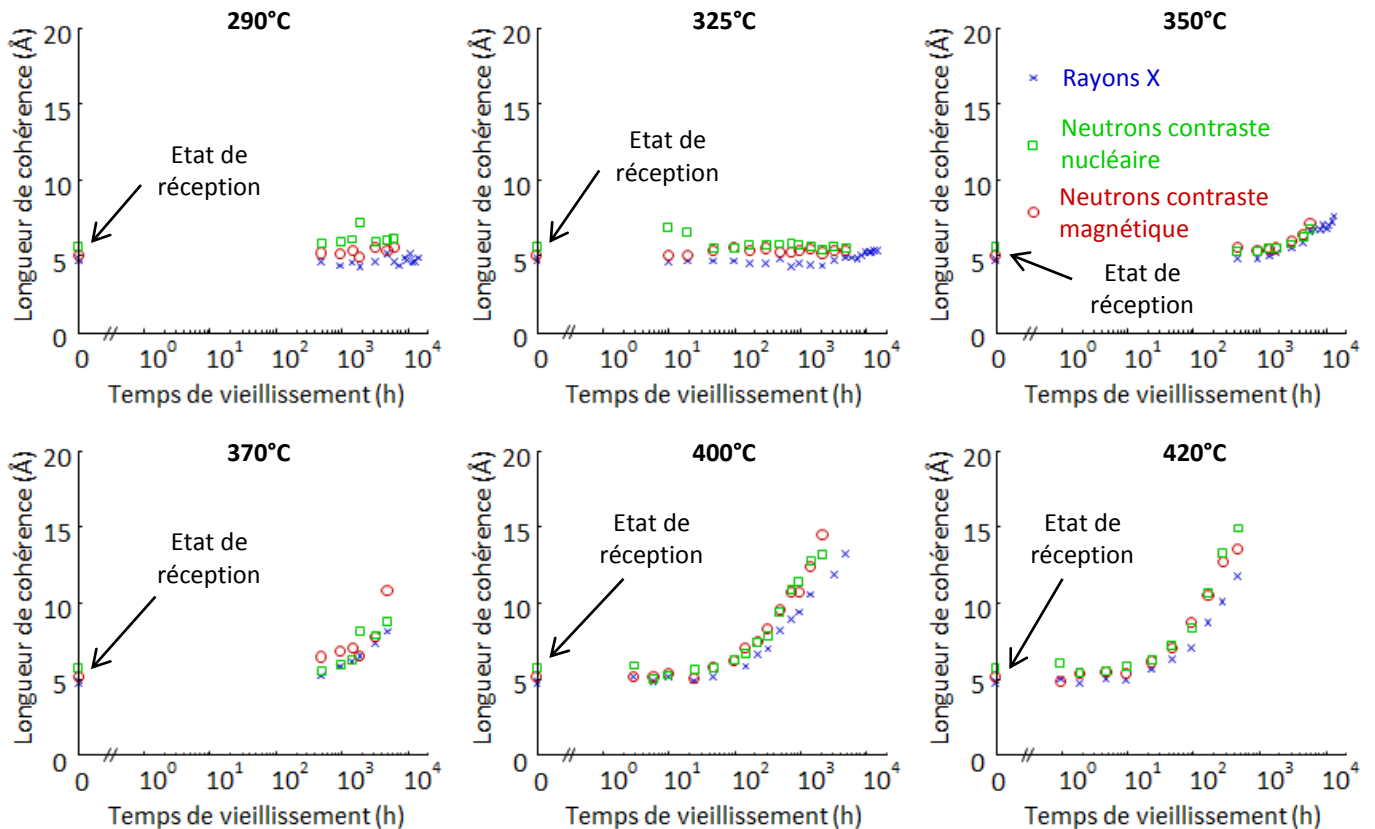 290°C
Longueur de cohérence (Å)
20
15
10
5
0
Etat de
réception
0
//
10⁰
10¹
10²
10³
10⁴
Temps de vieillissement (h)
325°C
Longueur de cohérence (Å)
20
15
10
5
0
Etat de
réception
0
//
10⁰
10¹
10²
10³
10⁴
Temps de vieillissement (h)
350°C
Longueur de cohérence (Å)
20
15
10
5
0
Rayons X
Neutrons contraste
nucléaire
Neutrons contraste
magnétique
Etat de
réception
0
//
10⁰
10¹
10²
10³
10⁴
Temps de vieillissement (h)
370°C
Longueur de cohérence (Å)
20
15
10
5
0
Etat de
réception
0
//
10⁰
10¹
10²
10³
10⁴
Temps de vieillissement (h)
400°C
Longueur de cohérence (Å)
20
15
10
5
0
Etat de
réception
0
//
10⁰
10¹
10²
10³
10⁴
Temps de vieillissement (h)
420°C
Longueur de cohérence (Å)
20
15
10
5
0
Etat de
réception
0
//
10⁰
10¹
10²
10³
10⁴
Temps de vieillissement (h)